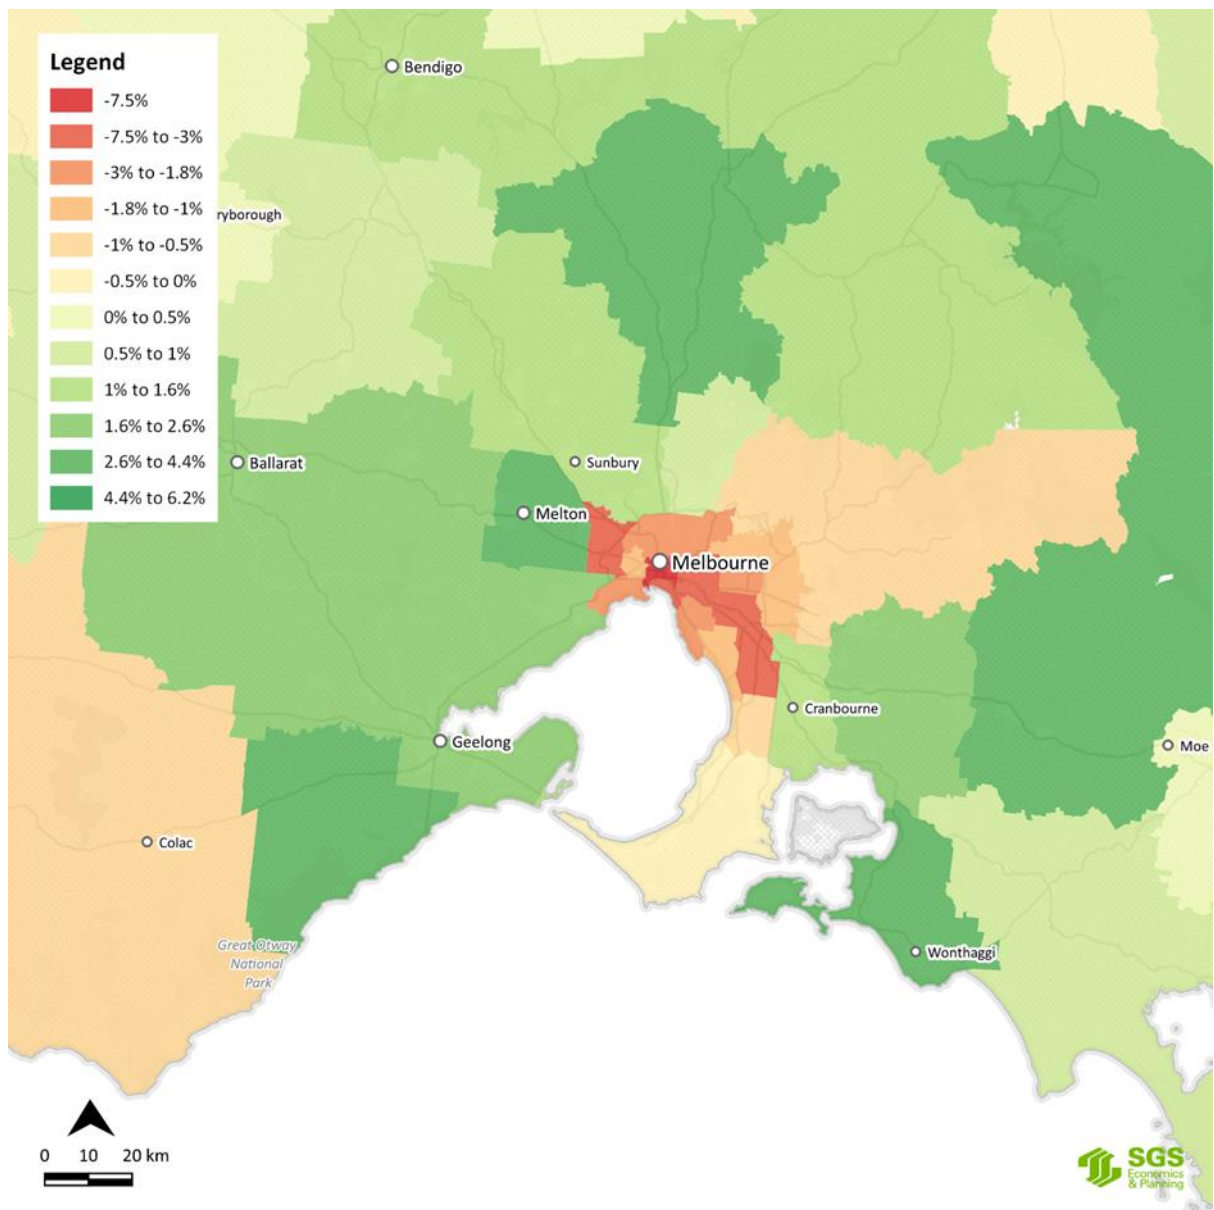 Legend
-7.5%
-7.5% to -3%
-3% to -1.8%
-1.8% to -1%
-1% to -0.5%
-0.5% to 0%
0% to 0.5%
0.5% to 1%
1% to 1.6%
1.6% to 2.6%
2.6% to 4.4%
4.4% to 6.2%
Bendigo
ryborough
Ballarat
Sunbury
Melton
Melbourne
Cranbourne
Geelong
Moe
Colac
Great Otway
National
Park
Wonthaggi
0 10 20 km
SGS
Economics
& Planning